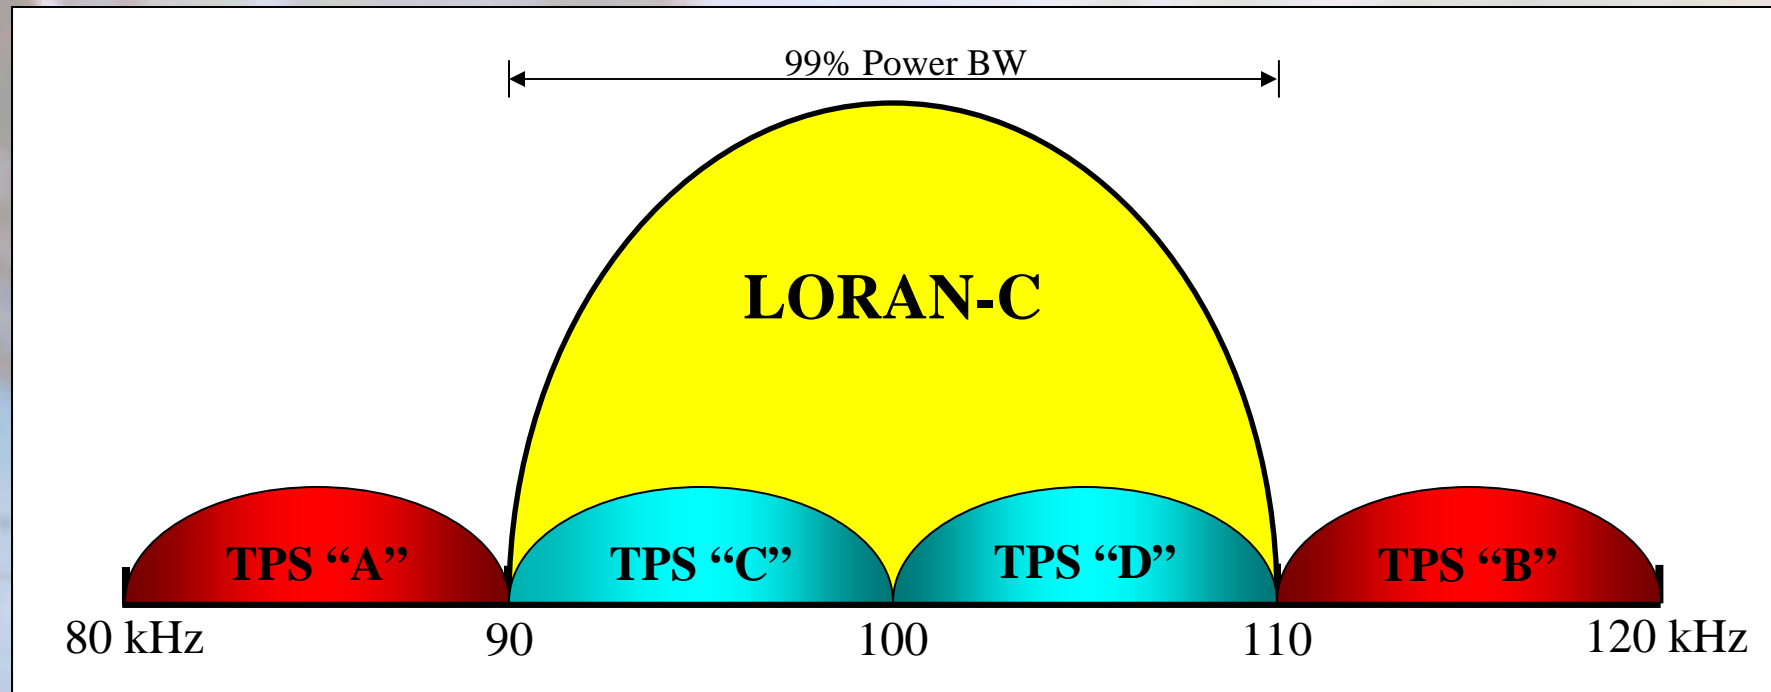 99% Power BW
LORAN-C
TPS “A”
TPS “C”
TPS “D”
TPS “B”
80 kHz
90
100
110
120 kHz